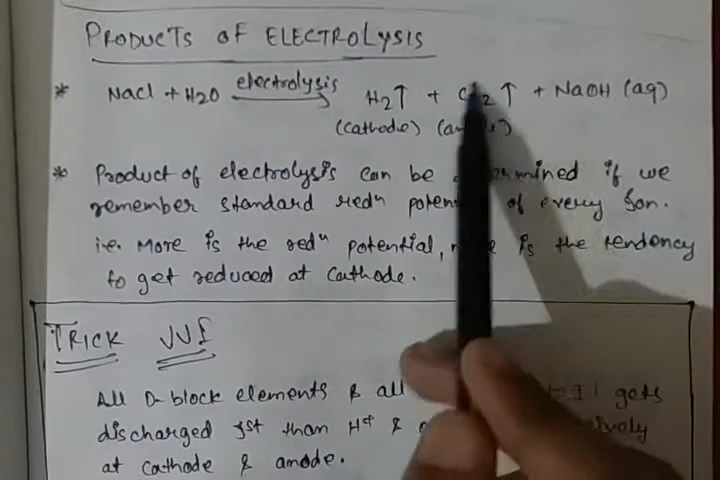 PRODUCTS OF ELECTROLYSIS
* Nacl + H2O electrolysis → H2↑ + Cl2↑ + NaOH (aq)
(cathode)
* Product of electrolysis can be if we
remember standard redⁿ of every Ion.
i.e. More is the redⁿ potential, is the tendency
to get reduced at Cathode.
TRICK VVI
All D-block elements & all gets
discharged 1st than H+ &
at cathode & anode.